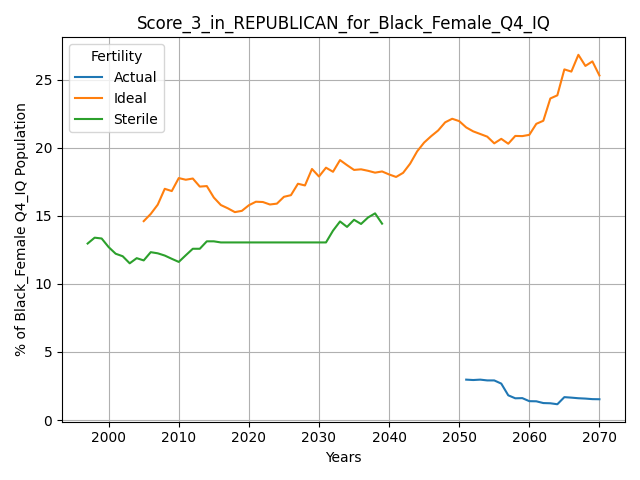 Score_3_in_REPUBLICAN_for_Black_Female_Q4_IQ
Fertility
Actual
Ideal
Sterile
% of Black_Female Q4_IQ Population
25
20
15
10
5
0
2000 2010 2020 2030 2040 2050 2060 2070
Years